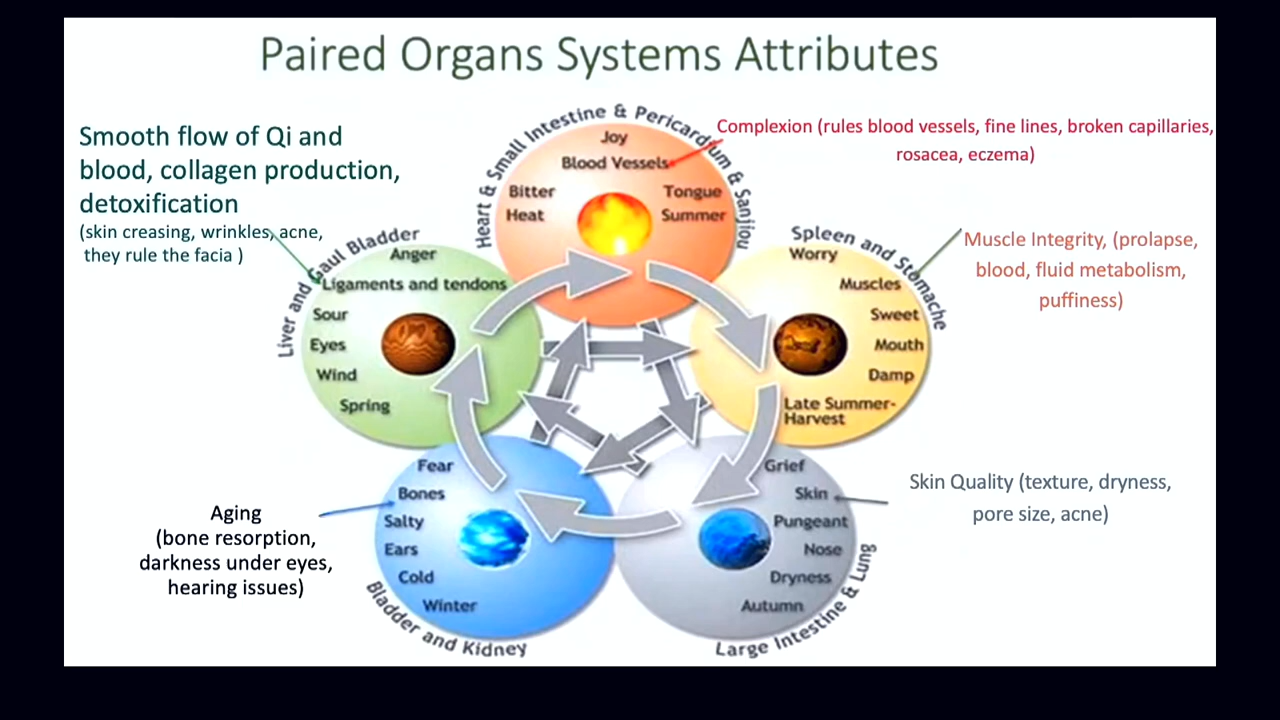 Paired Organs Systems Attributes
Smooth flow of Qi and
blood, collagen production,
detoxification
(skin creasing, wrinkles, acne,
they rule the facia )
Heart & Small Intestine & Pericardium & Sanjiou
Joy
Blood Vessels
Bitter
Tongue
Heat
Summer
Complexion (rules blood vessels, fine lines, broken capillaries,
rosacea, eczema)
Liver and Gaul Bladder
Anger
Ligaments and tendons
Sour
Eyes
Wind
Spring
Spleen and Stomache
Worry
Muscles
Sweet
Mouth
Damp
Late Summer-
Harvest
Muscle Integrity, (prolapse,
blood, fluid metabolism,
puffiness)
Fear
Bones
Salty
Ears
Cold
Winter
Bladder and Kidney
Aging
(bone resorption,
darkness under eyes,
hearing issues)
Grief
Skin
Pungeant
Nose
Dryness
Autumn
Large Intestine & Lung
Skin Quality (texture, dryness,
pore size, acne)